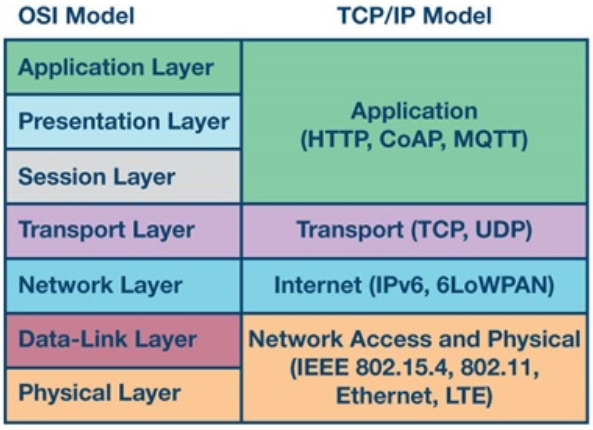 OSI Model
TCP/IP Model
Application Layer
Presentation Layer
Session Layer
Application
(HTTP, CoAP, MQTT)
Transport Layer
Transport (TCP, UDP)
Network Layer
Internet (IPv6, 6LoWPAN)
Data-Link Layer
Physical Layer
Network Access and Physical
(IEEE 802.15.4, 802.11,
Ethernet, LTE)